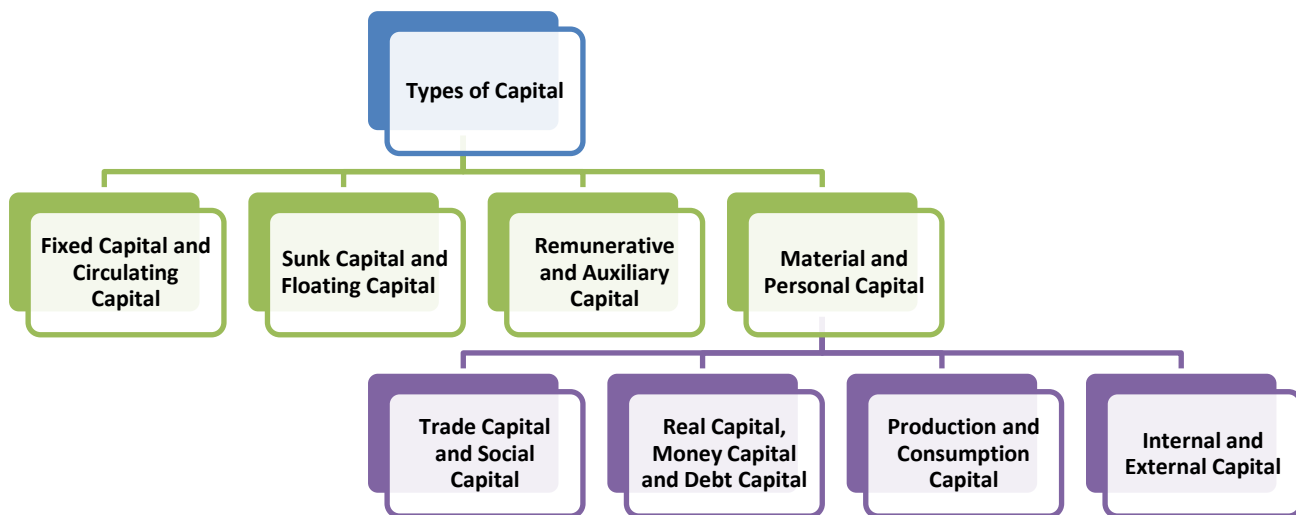 Types of Capital
Fixed Capital and
Circulating
Capital
Sunk Capital and
Floating Capital
Remunerative
and Auxiliary
Capital
Material and
Personal Capital
Trade Capital
and Social
Capital
Real Capital,
Money Capital
and Debt Capital
Production and
Consumption
Capital
Internal and
External Capital